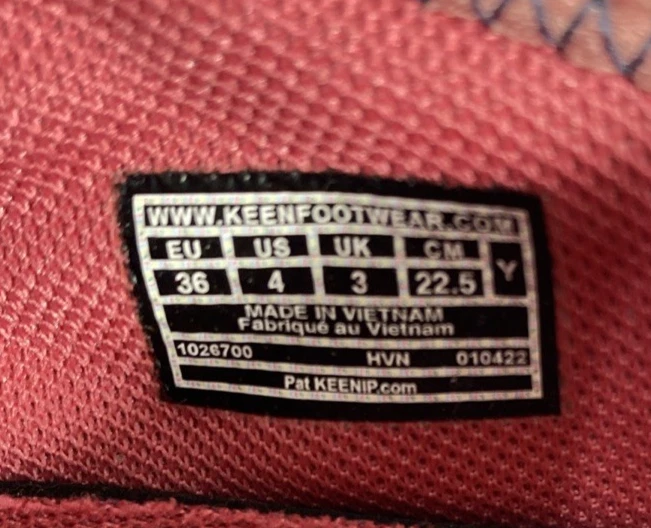 WWW.KEENFOOTWEAR.COM
EU US UK CM Y
36 4 3 22.5
MADE IN VIETNAM
Fabriqué au Vietnam
1026700 HVN 010422
Pat KEENIP.com